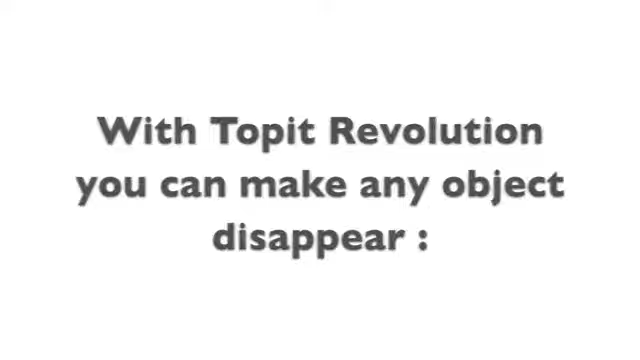 With Topit Revolution
you can make any object
disappear :